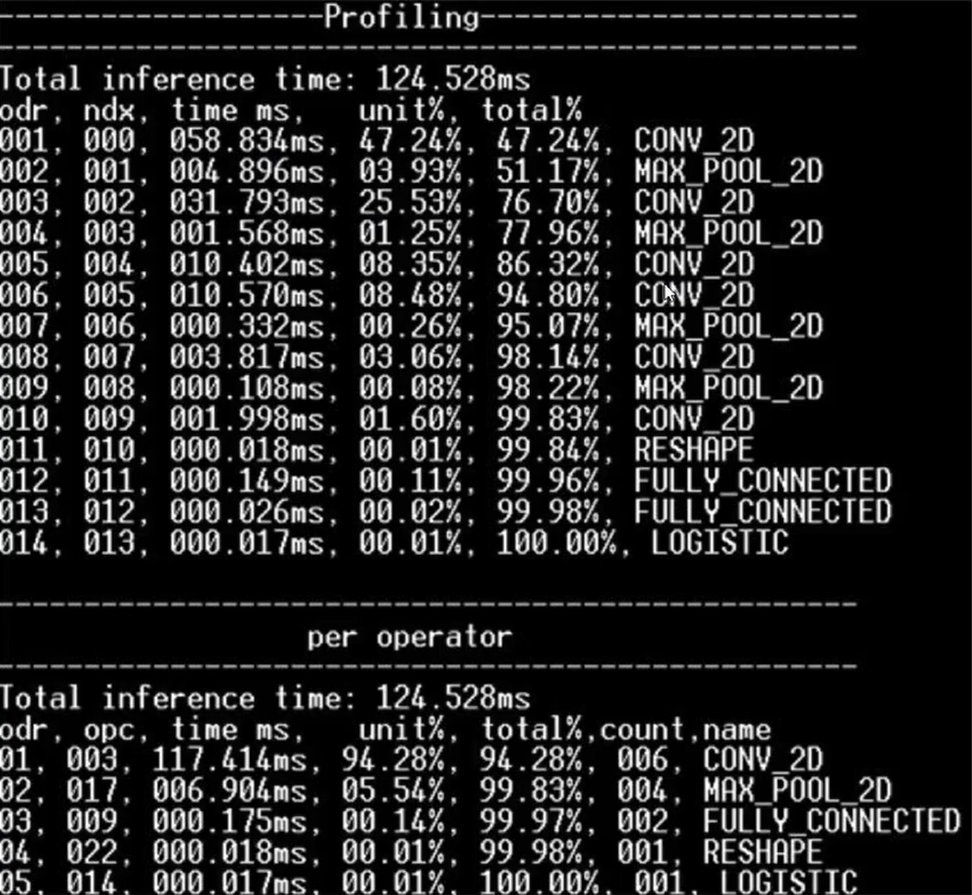 -------------------Profiling----------------------
--------------------------------------------------
Total inference time: 124.528ms
odr, ndx, time ms, unit%, total%
001, 000, 058.834ms, 47.24%, 47.24%, CONV_2D
002, 001, 004.896ms, 03.93%, 51.17%, MAX_POOL_2D
003, 002, 031.793ms, 25.53%, 76.70%, CONV_2D
004, 003, 001.568ms, 01.25%, 77.96%, MAX_POOL_2D
005, 004, 010.402ms, 08.35%, 86.32%, CONV_2D
006, 005, 010.570ms, 08.48%, 94.80%, CONV_2D
007, 006, 000.332ms, 00.26%, 95.07%, MAX_POOL_2D
008, 007, 003.817ms, 03.06%, 98.14%, CONV_2D
009, 008, 000.108ms, 00.08%, 98.22%, MAX_POOL_2D
010, 009, 001.998ms, 01.60%, 99.83%, CONV_2D
011, 010, 000.018ms, 00.01%, 99.84%, RESHAPE
012, 011, 000.149ms, 00.11%, 99.96%, FULLY_CONNECTED
013, 012, 000.026ms, 00.02%, 99.98%, FULLY_CONNECTED
014, 013, 000.017ms, 00.01%, 100.00%, LOGISTIC
--------------------------------------------------
per operator
--------------------------------------------------
Total inference time: 124.528ms
odr, opc, time ms, unit%, total%,count,name
01, 003, 117.414ms, 94.28%, 94.28%, 006, CONV_2D
02, 017, 006.904ms, 05.54%, 99.83%, 004, MAX_POOL_2D
03, 009, 000.175ms, 00.14%, 99.97%, 002, FULLY_CONNECTED
04, 022, 000.018ms, 00.01%, 99.98%, 001, RESHAPE
05, 014, 000.017ms, 00.01%, 100.00%, 001, LOGISTIC